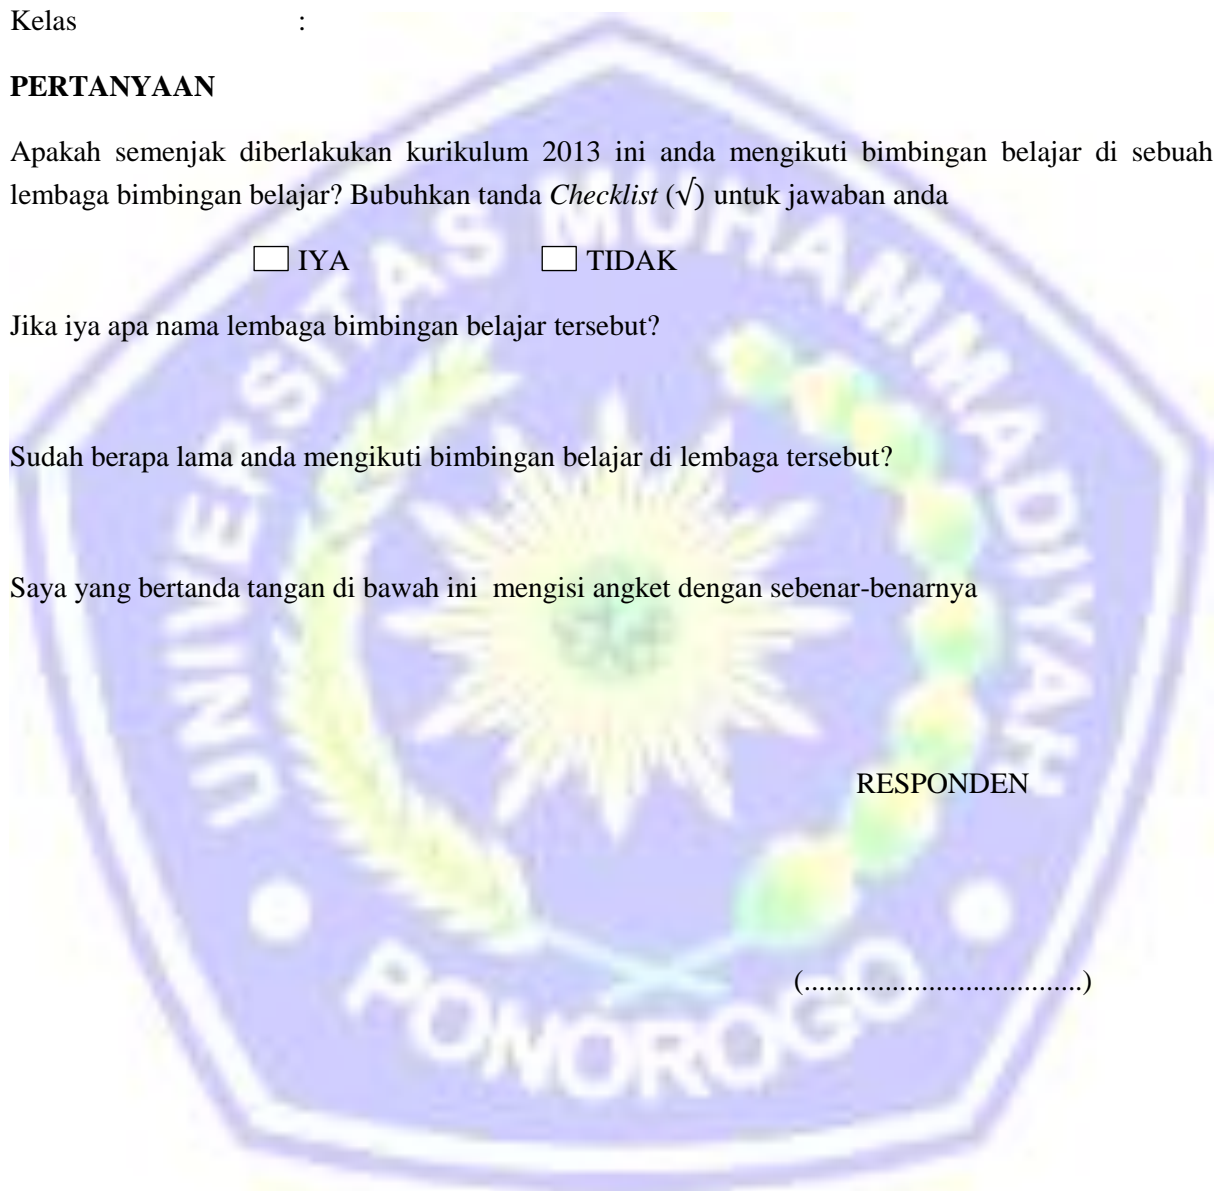 Kelas :
PERTANYAAN
Apakah semenjak diberlakukan kurikulum 2013 ini anda mengikuti bimbingan belajar di sebuah
lembaga bimbingan belajar? Bubuhkan tanda Checklist (√) untuk jawaban anda
IYA TIDAK
Jika iya apa nama lembaga bimbingan belajar tersebut?
Sudah berapa lama anda mengikuti bimbingan belajar di lembaga tersebut?
Saya yang bertanda tangan di bawah ini  mengisi angket dengan sebenar-benarnya
RESPONDEN
(.....................................)
UNIVERSITAS MUHAMMADIYAH
PONOROGO